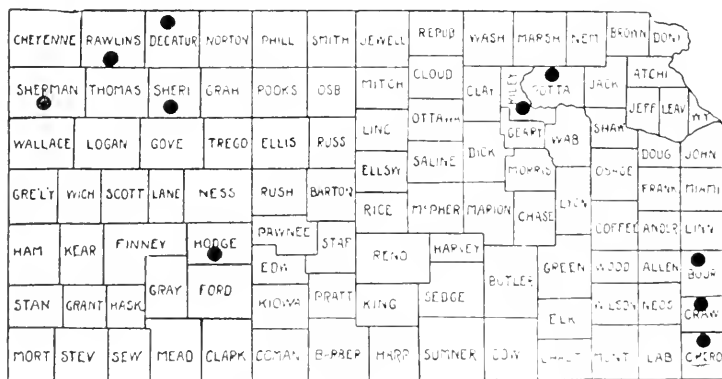 CHEYENNE RAWLINS DECATUR NORTON PHILL SMITH JEWELL REPUB WASH MARSH NEM BROWN DONI
SHERMAN THOMAS SHERI GRAH ROOKS OSB MITCH CLOUD CLAY RILEY POTTA JACK ATCHI
JEFF LEAV WY
WALLACE LOGAN GOVE TREGO ELLIS RUSS LINC OTTAWA DICK GEARY WAB SHAW DOUG JOHN
GRE'LY WICH SCOTT LANE NESS RUSH BARTON ELLSW SALINE MORRIS OSAGE FRANK MIAMI
RICE McPHER MARION CHASE LYON COFFEE ANDER LINN
HAM KEAR FINNEY HODGE PAWNEE STAF RENO HARVEY
EDW BUTLER GREEN WOOD ALLEN BOUR
STAN GRANT HASK GRAY FORD KIOWA PRATT KING SEDGE ELK WILSON NEOS CRAW
MORT STEV SEW MEAD CLARK COMAN BARBER HARP SUMNER COW CHAUT MONT LAB CHERO